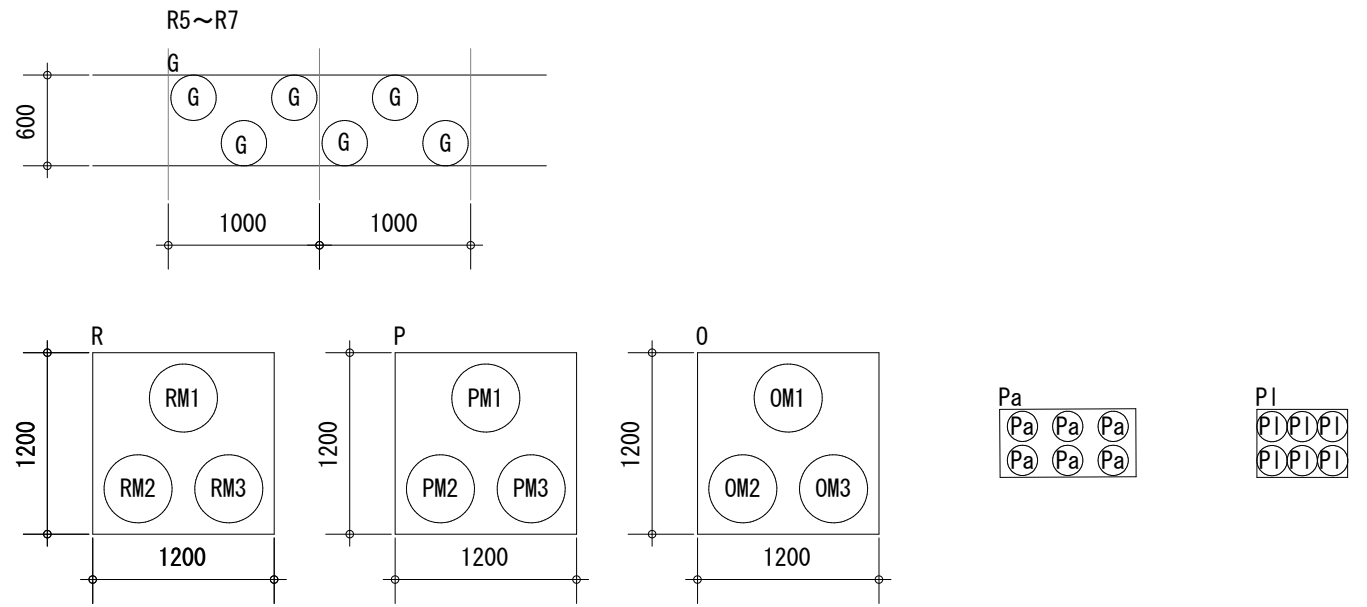 R5～R7
G
G G G
600
G G G
1000 1000
R P O
RM1 PM1 OM1
Pa Pl
Pa Pa Pa Pl Pl Pl
1200 1200 1200
Pa Pa Pa Pl Pl Pl
RM2 RM3 PM2 PM3 OM2 OM3
1200 1200 1200